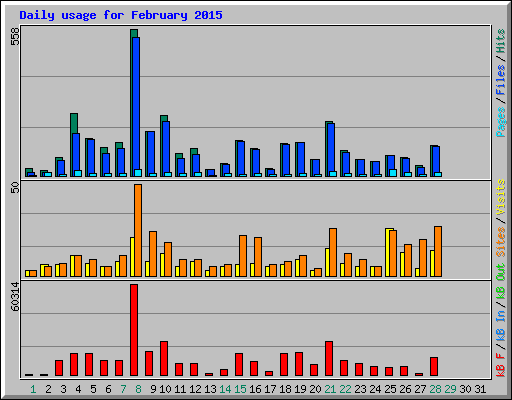 Daily usage for February 2015
558
Pages / Files / Hits
50
Sites / Visits
60314
kB F / kB In / kB Out
1 2 3 4 5 6 7 8 9 10 11 12 13 14 15 16 17 18 19 20 21 22 23 24 25 26 27 28 29 30 31